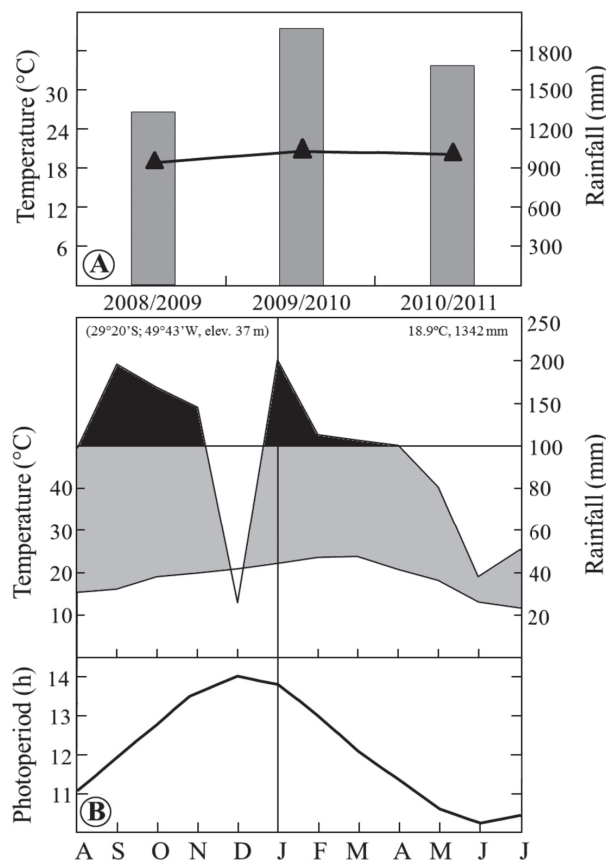 Temperature (°C)
30
24
18
12
6
1800
1500
1200
900
600
300
Rainfall (mm)
A
2008/2009 2009/2010 2010/2011
(29°20'S; 49°43'W, elev. 37 m) 18.9°C, 1342 mm
Temperature (°C)
40
30
20
10
250
200
150
100
80
60
40
20
Rainfall (mm)
Photoperiod (h)
14
13
12
11
B
A S O N D J F M A M J J